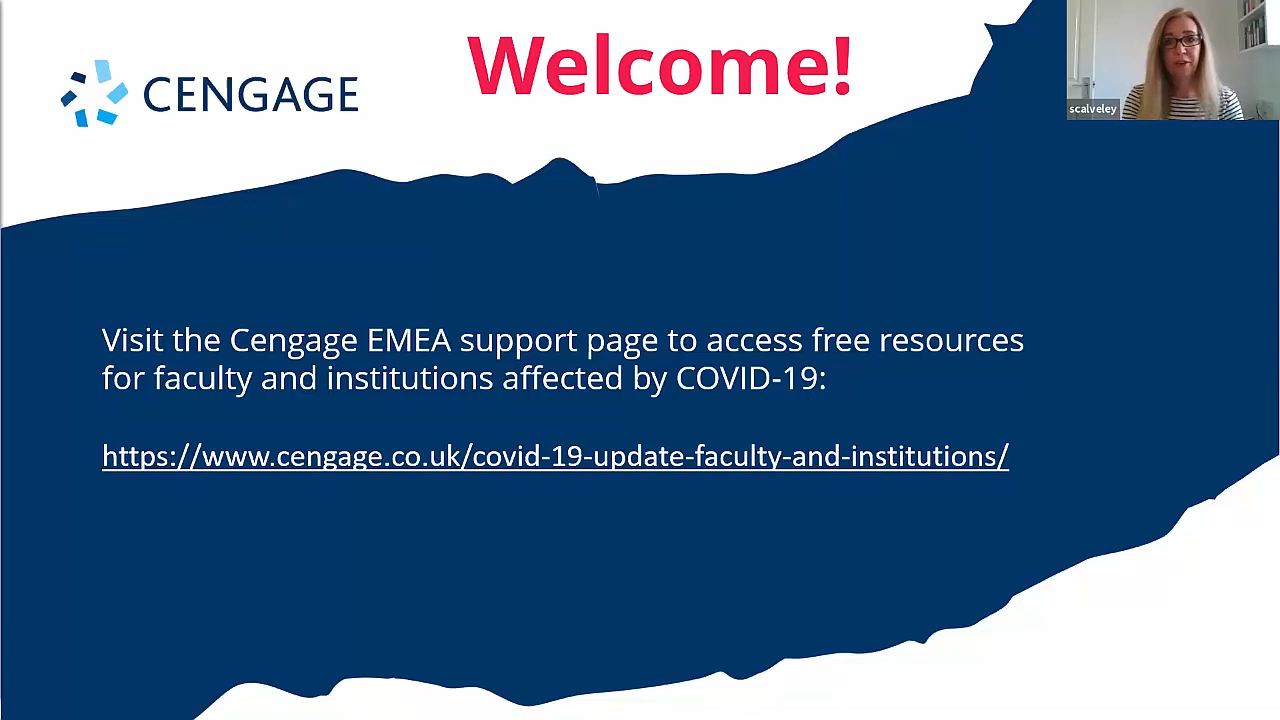 Welcome!
CENGAGE
scalveley
Visit the Cengage EMEA support page to access free resources
for faculty and institutions affected by COVID-19:
https://www.cengage.co.uk/covid-19-update-faculty-and-institutions/